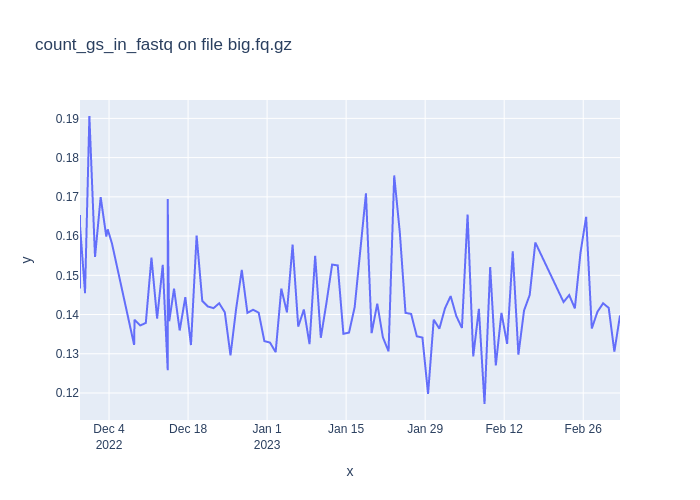 count_gs_in_fastq on file big.fq.gz
0.19
0.18
0.17
0.16
0.15
0.14
0.13
0.12
y
Dec 4
2022
Dec 18
Jan 1
2023
Jan 15
Jan 29
Feb 12
Feb 26
x